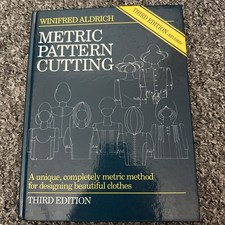 WINIFRED ALDRICH
THIRD EDITION
METRIC
PATTERN
CUTTING
A unique, completely metric method
for designing beautiful clothes
THIRD EDITION